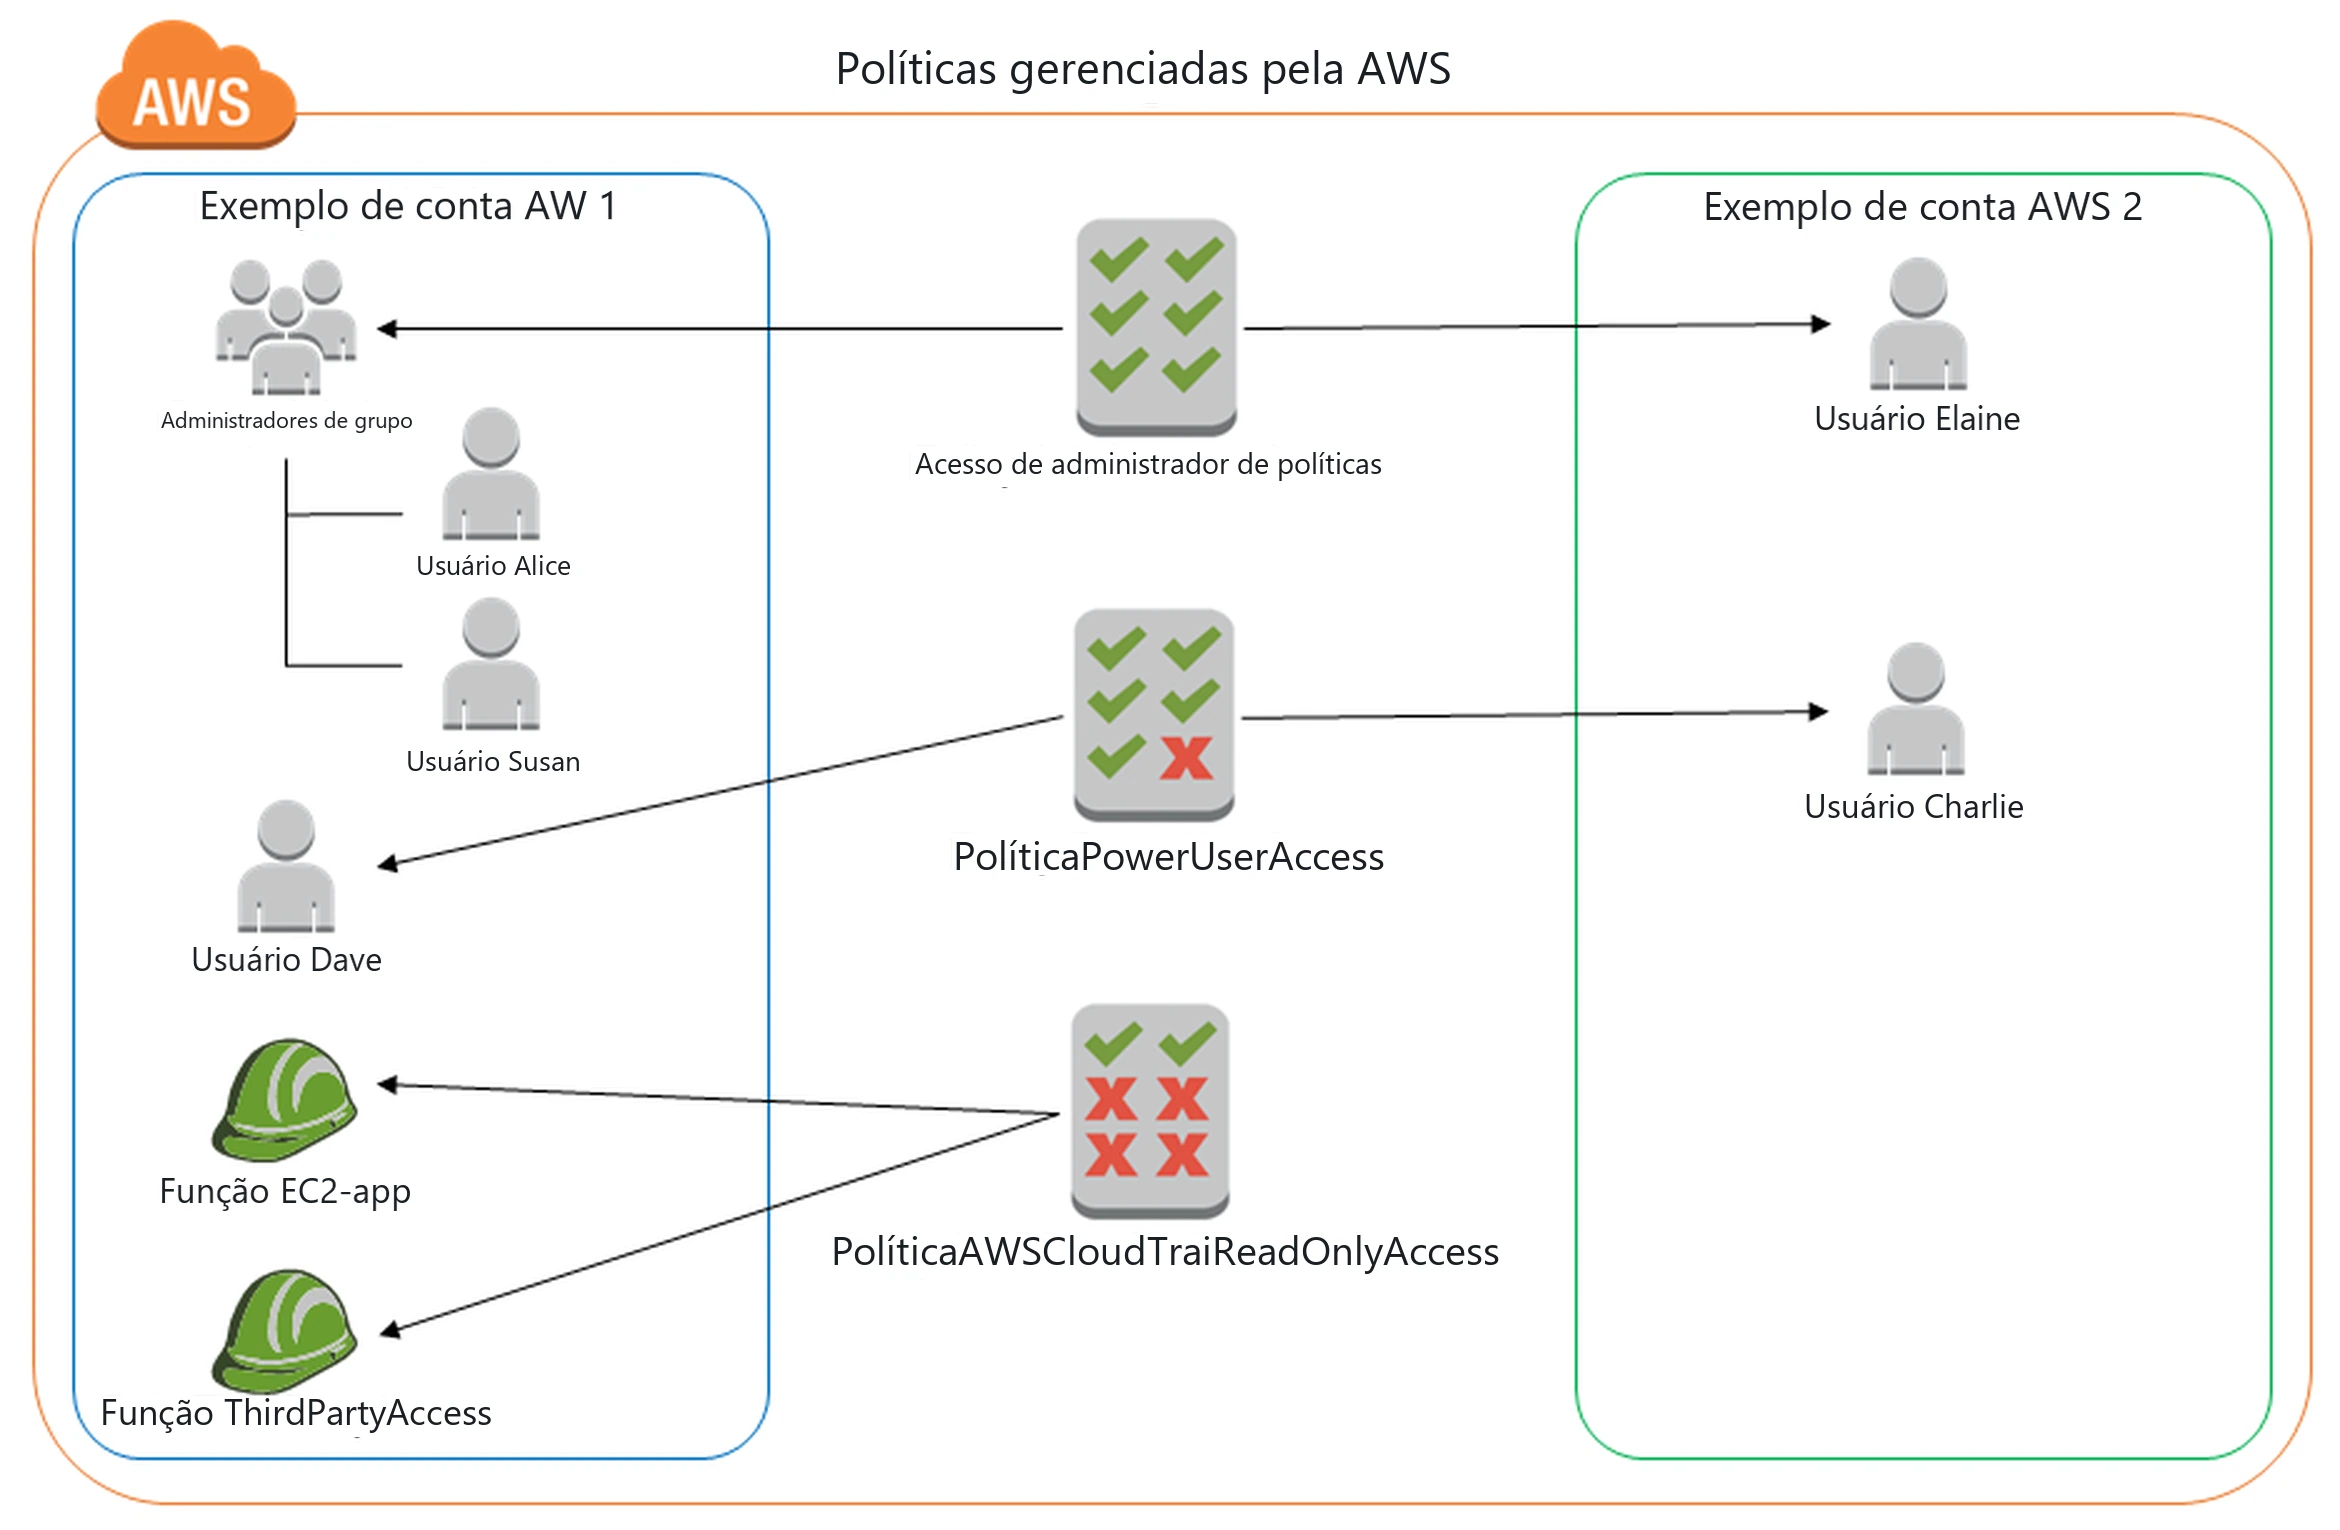 Políticas gerenciadas pela AWS
AWS
Exemplo de conta AW 1
Exemplo de conta AWS 2
Administradores de grupo
Usuário Alice
Usuário Susan
Usuário Dave
Função EC2-app
Função ThirdPartyAccess
Acesso de administrador de políticas
PolíticaPowerUserAccess
PolíticaAWSCloudTraiReadOnlyAccess
Usuário Elaine
Usuário Charlie